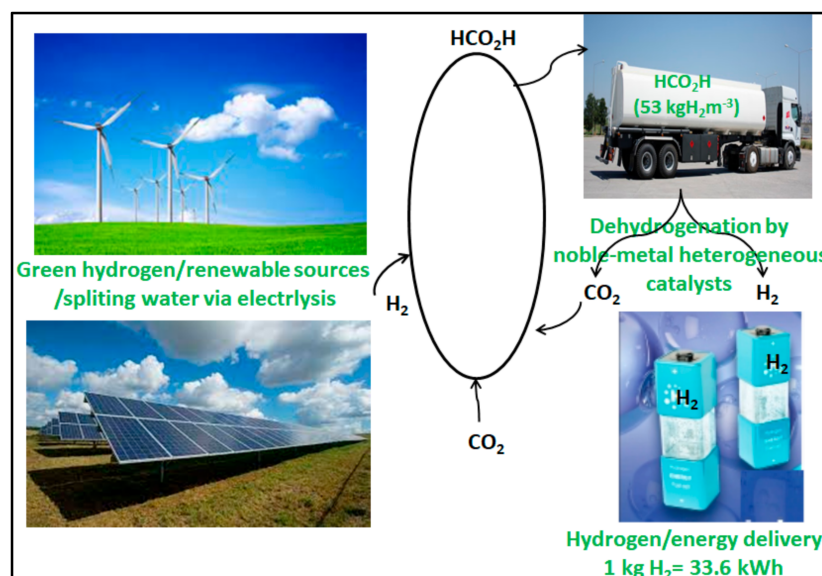 HCO₂H
HCO₂H
(53 kgH₂m⁻³)
Green hydrogen/renewable sources
/spliting water via electrlysis
H₂
Dehydrogenation by
noble-metal heterogeneous
catalysts
CO₂
H₂
CO₂
H₂
H₂
ENERGY
Hydrogen/energy delivery
1 kg H₂= 33.6 kWh